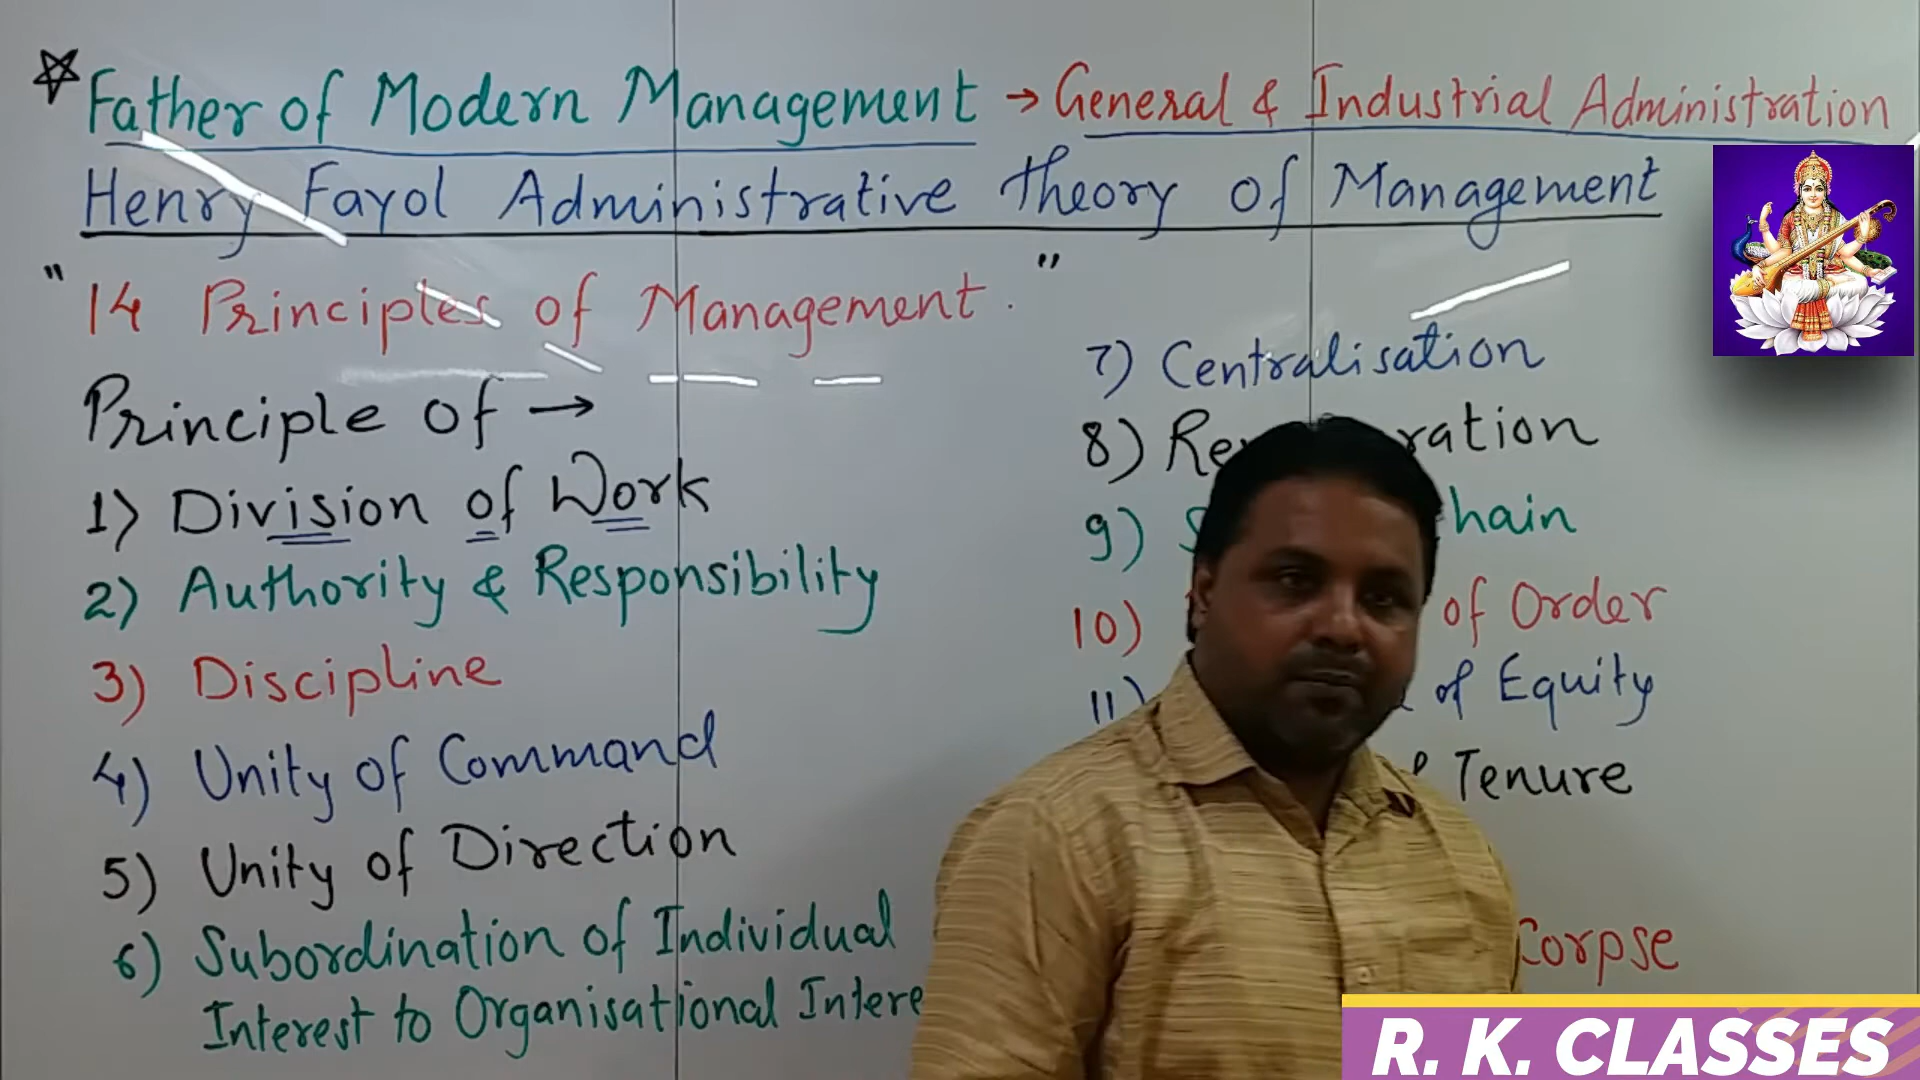 Father of Modern Management → General & Industrial Administration
Henry Fayol Administrative theory of Management
"14 Principles of Management."
Principle of →
1) Division of Work
2) Authority & Responsibility
3) Discipline
4) Unity of Command
5) Unity of Direction
6) Subordination of Individual
Interest to Organisational Intere
7) Centralisation
8) Re ration
9) S hain
10) of Order
11) of Equity
Tenure
Corpse
R. K. CLASSES